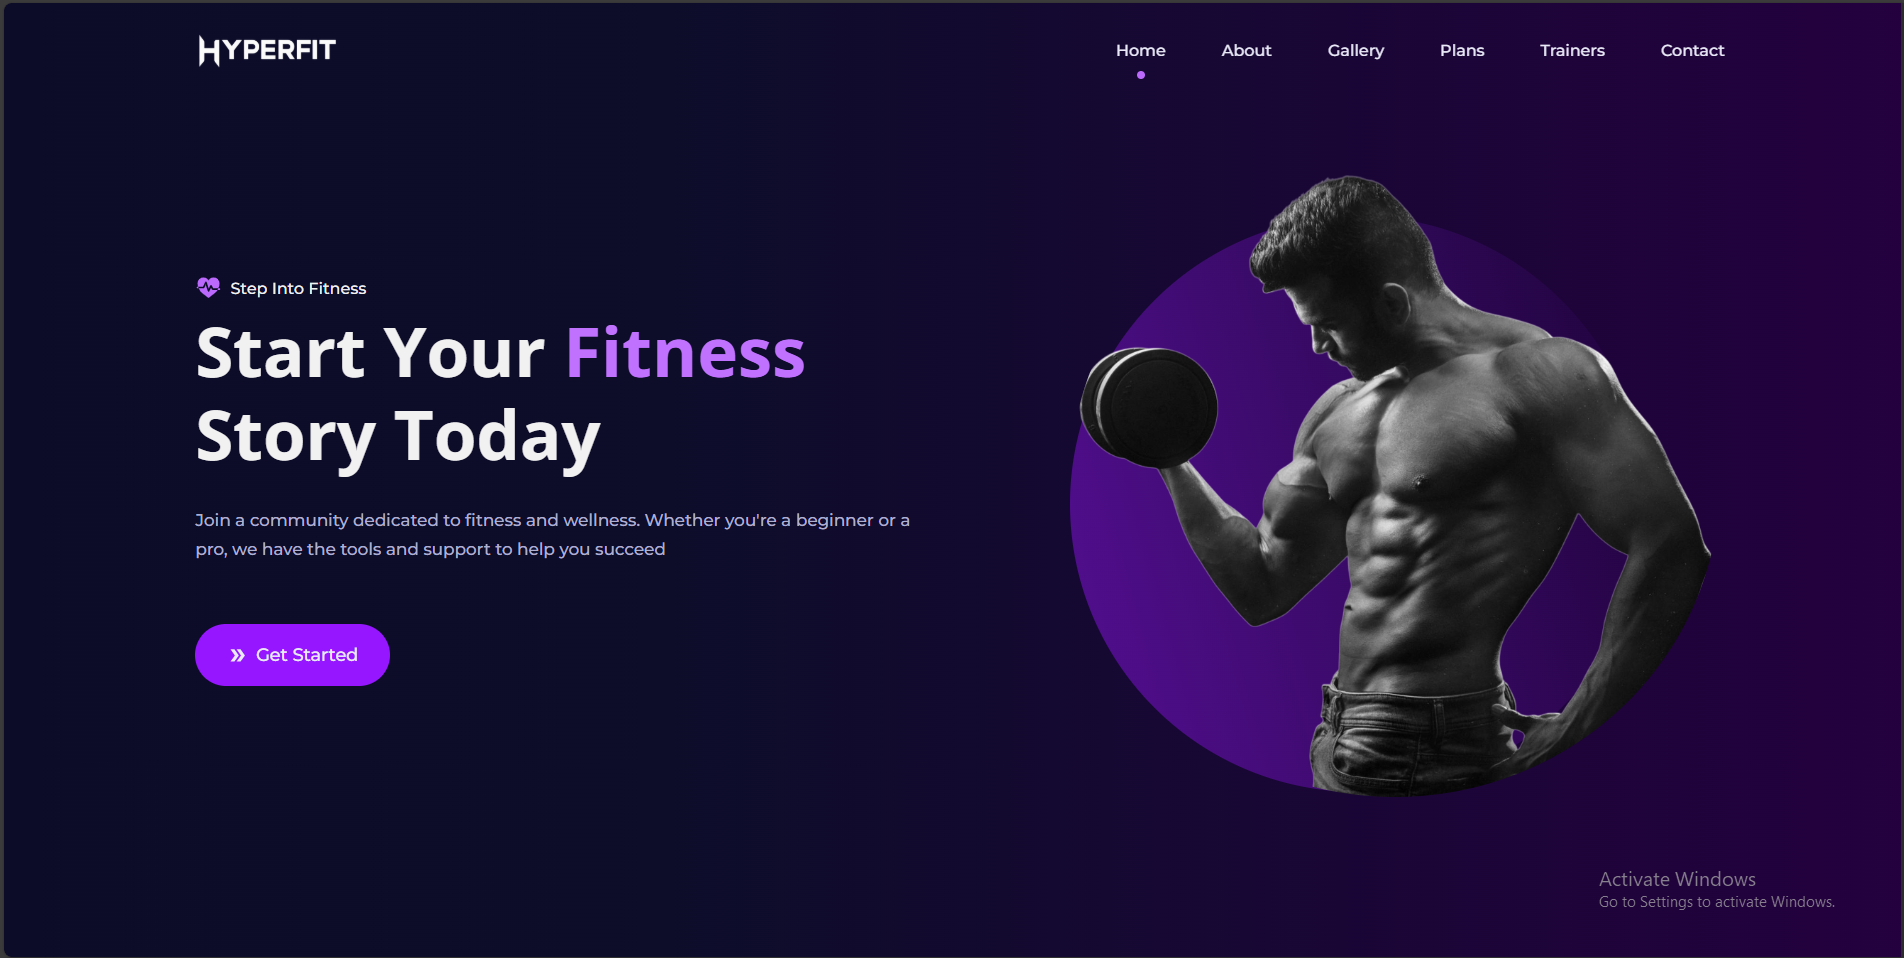 HYPERFIT
Home About Gallery Plans Trainers Contact
Step Into Fitness
Start Your Fitness
Story Today
Join a community dedicated to fitness and wellness. Whether you're a beginner or a
pro, we have the tools and support to help you succeed
Get Started
Activate Windows
Go to Settings to activate Windows.